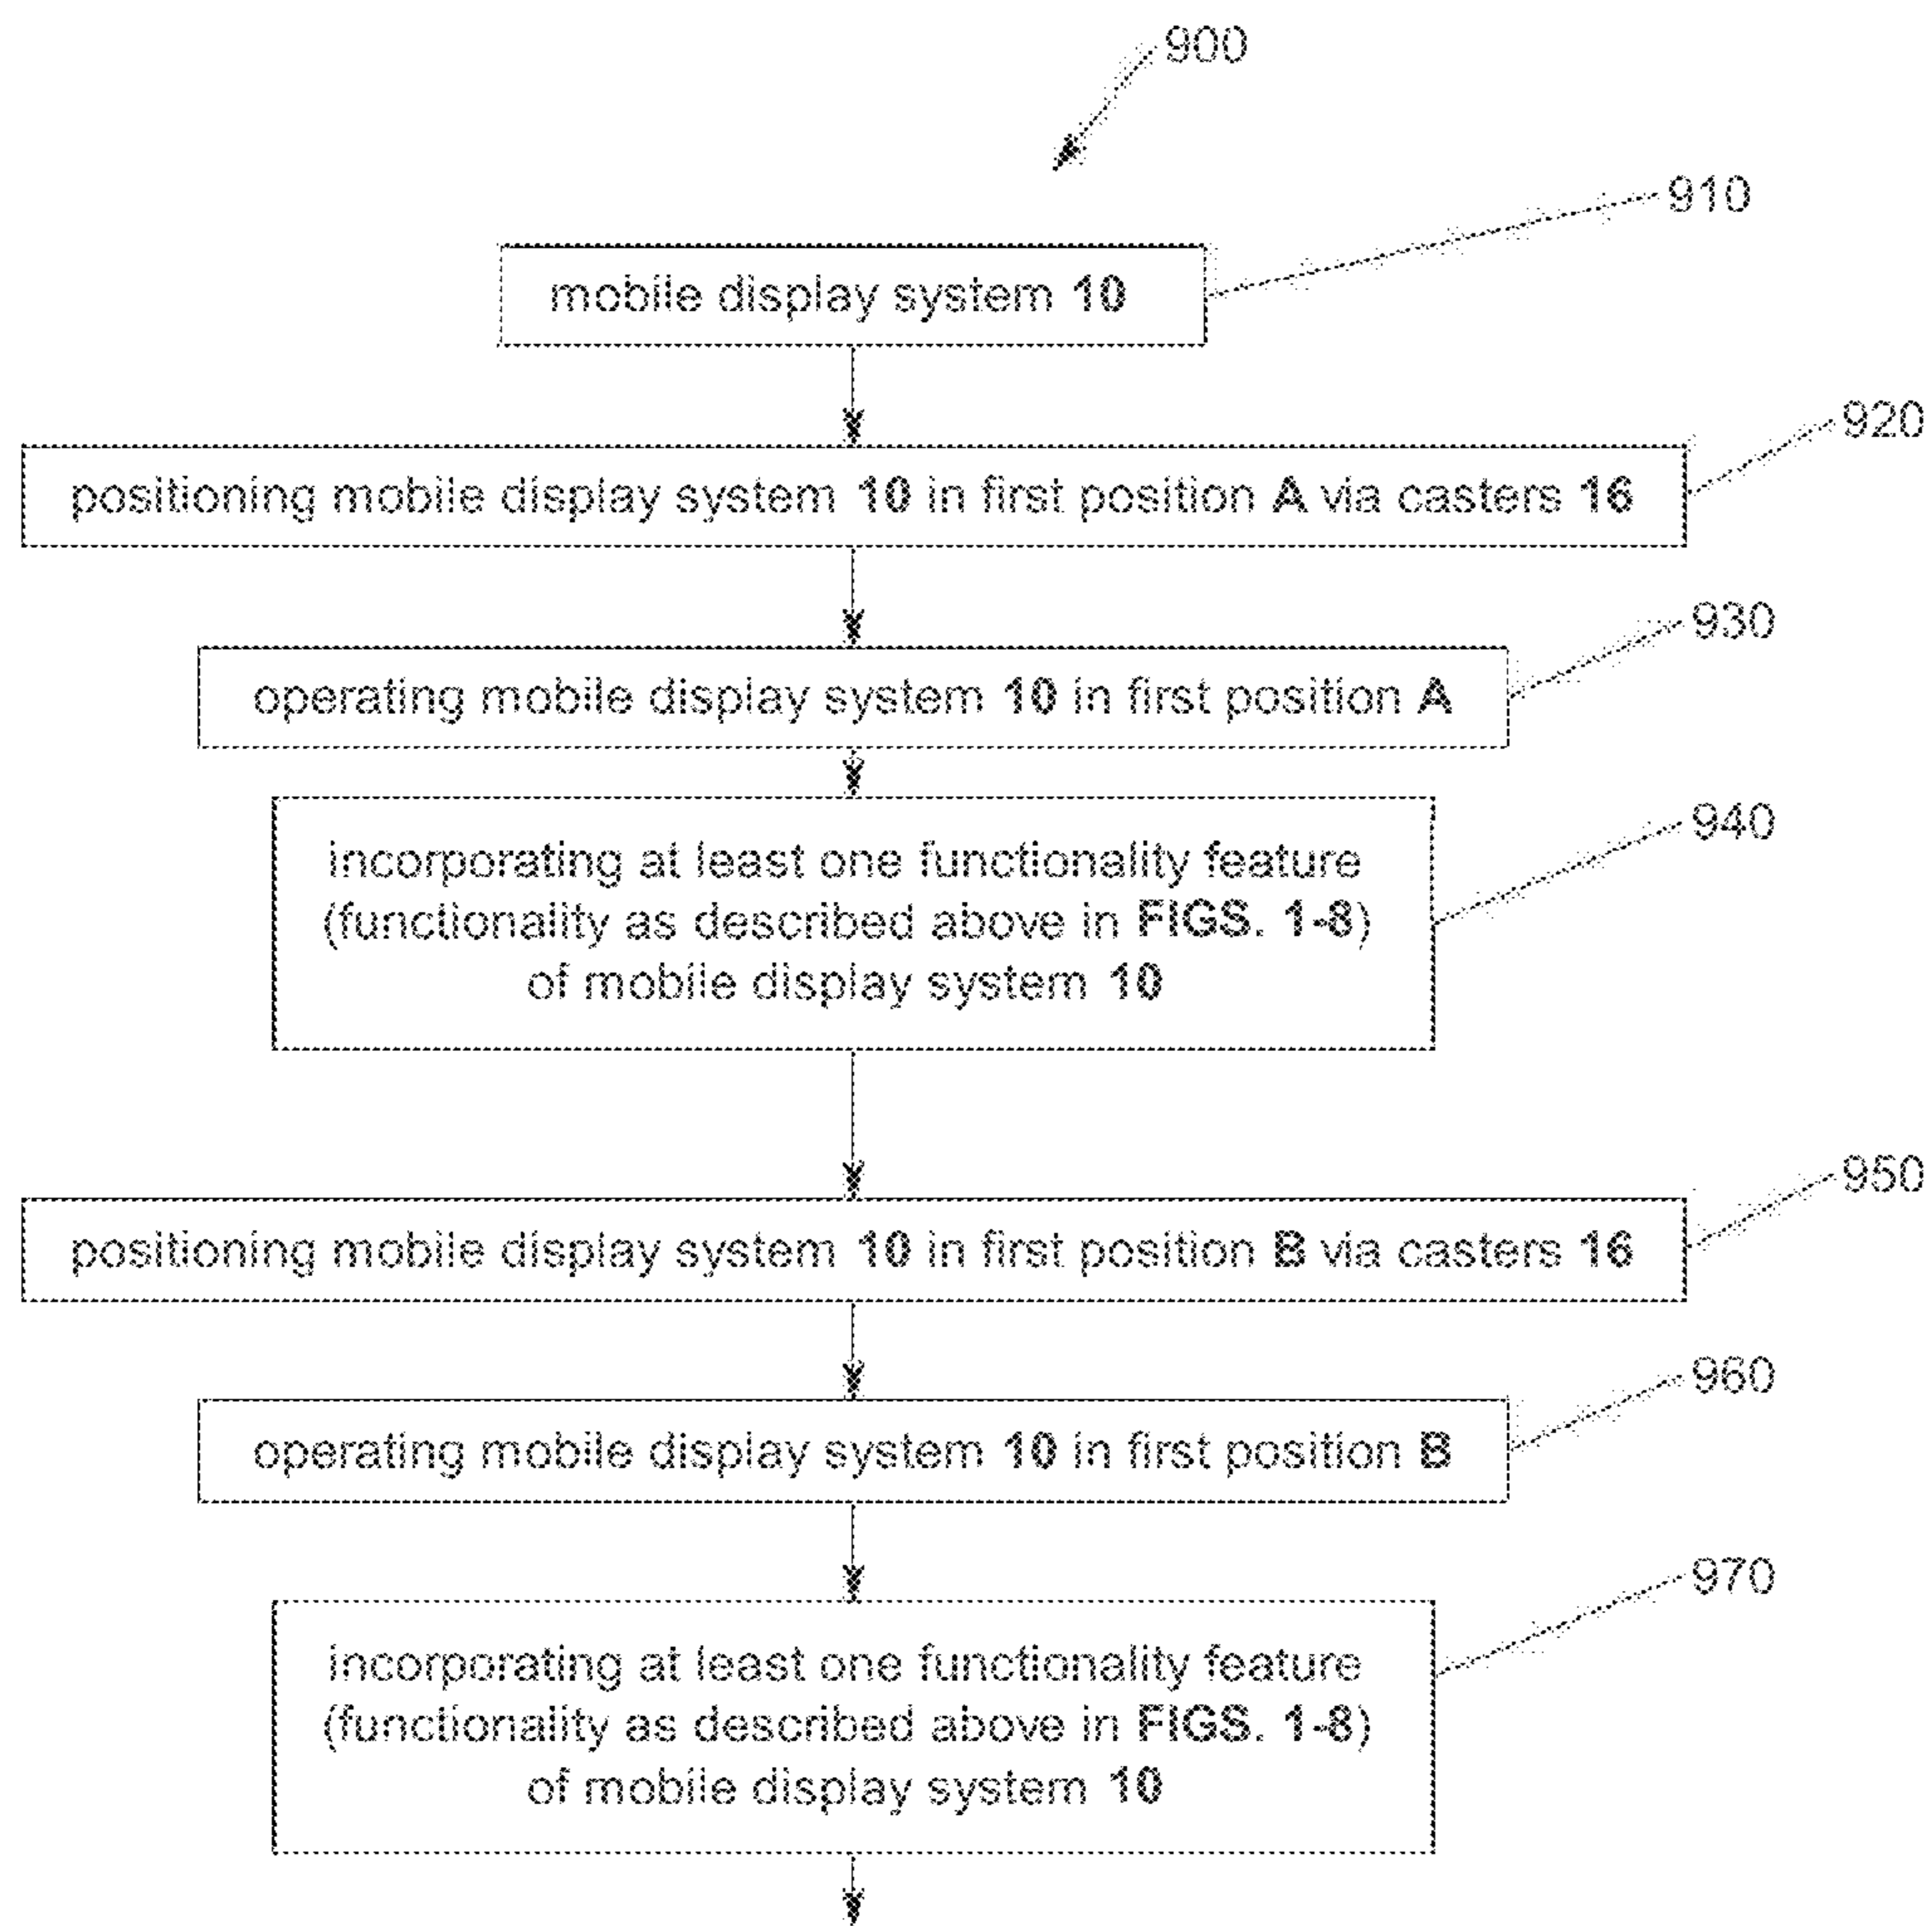 900
910
mobile display system 10
920
positioning mobile display system 10 in first position A via casters 16
930
operating mobile display system 10 in first position A
940
incorporating at least one functionality feature
(functionality as described above in FIGS. 1-8)
of mobile display system 10
950
positioning mobile display system 10 in first position B via casters 16
960
operating mobile display system 10 in first position B
970
incorporating at least one functionality feature
(functionality as described above in FIGS. 1-8)
of mobile display system 10